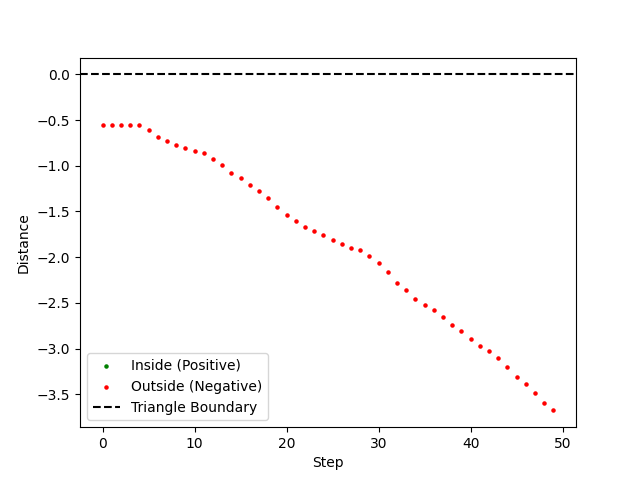 0.0
−0.5
−1.0
−1.5
−2.0
−2.5
−3.0
−3.5
Distance
Inside (Positive)
Outside (Negative)
Triangle Boundary
0 10 20 30 40 50
Step